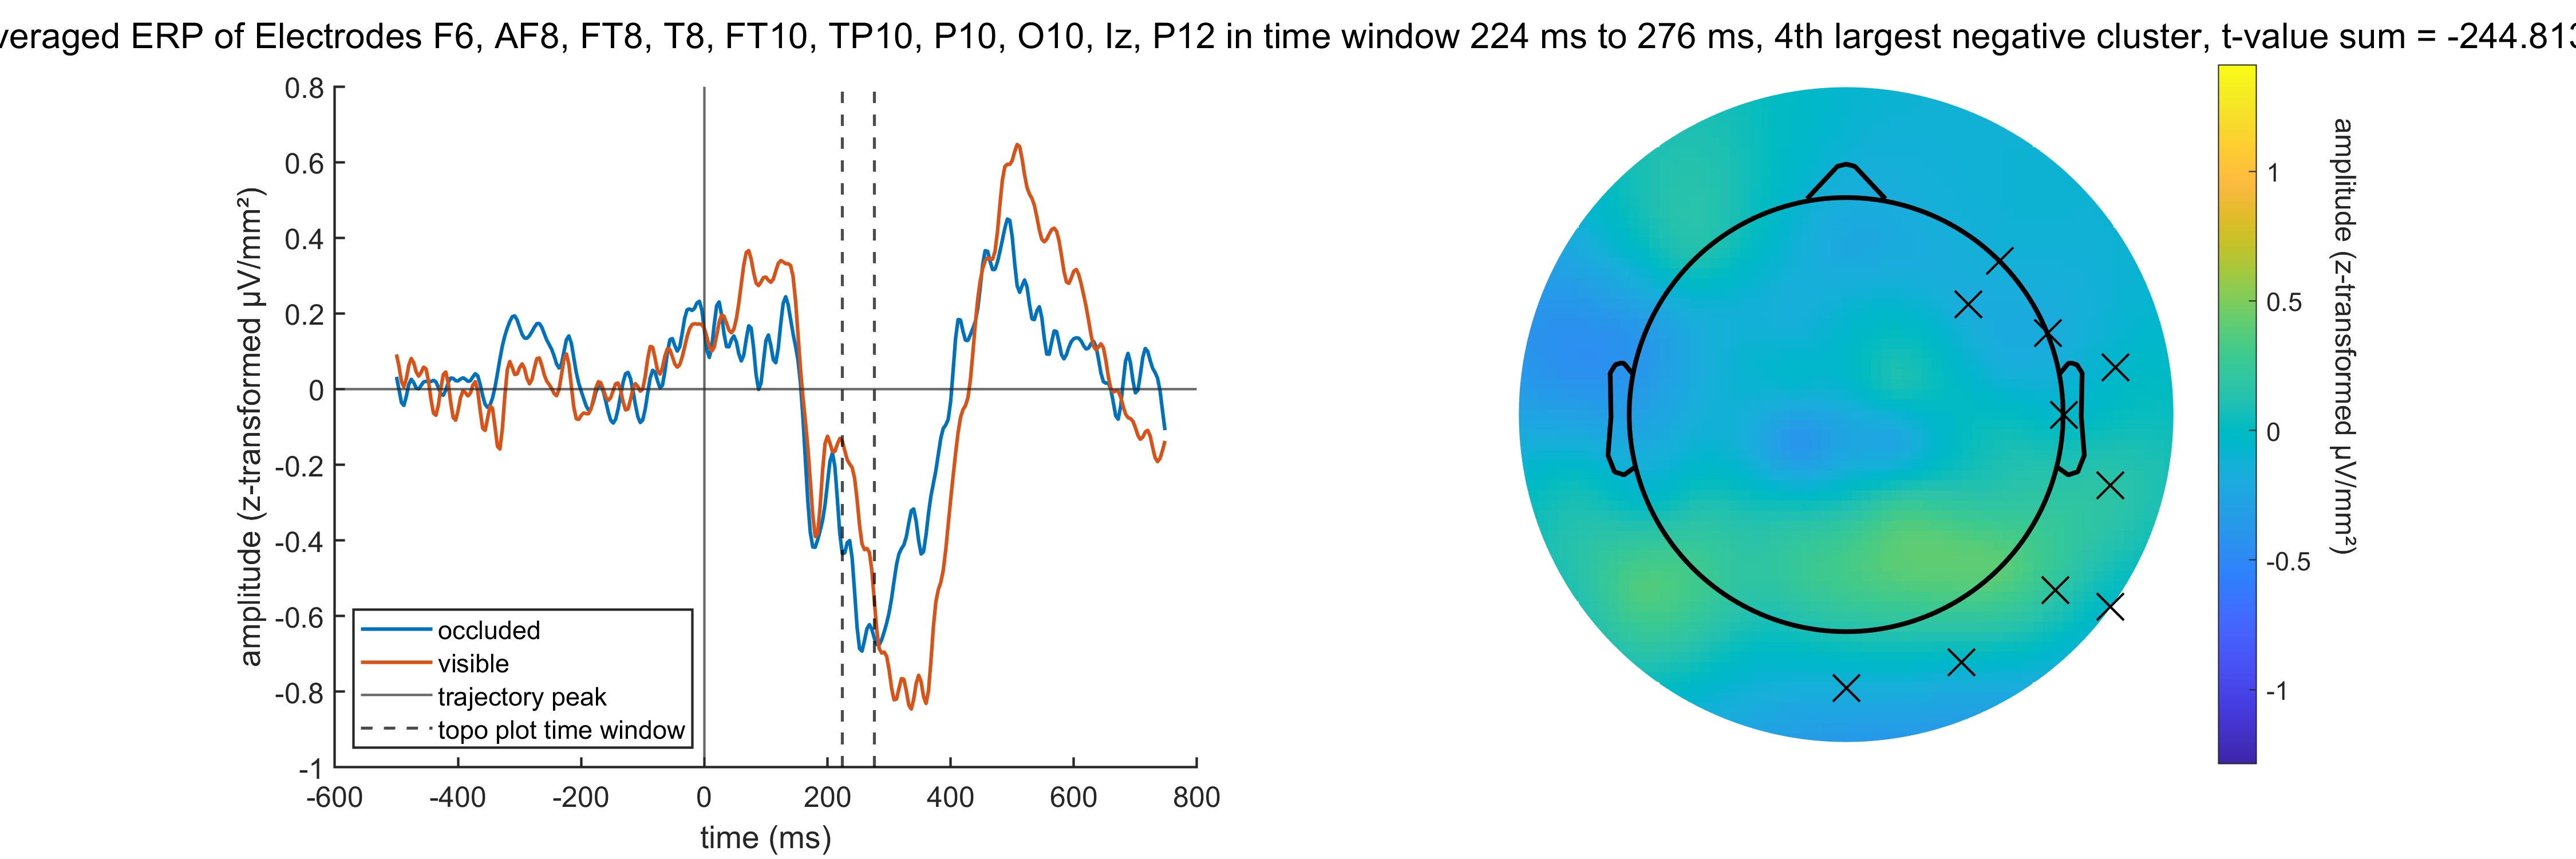 veraged ERP of Electrodes F6, AF8, FT8, T8, FT10, TP10, P10, O10, Iz, P12 in time window 224 ms to 276 ms, 4th largest negative cluster, t-value sum = -244.813
amplitude (z-transformed µV/mm²)
0.8
0.6
0.4
0.2
0
-0.2
-0.4
-0.6
-0.8
-1
occluded
visible
trajectory peak
topo plot time window
-600 -400 -200 0 200 400 600 800
time (ms)
1
0.5
0
-0.5
-1
amplitude (z-transformed µV/mm²)